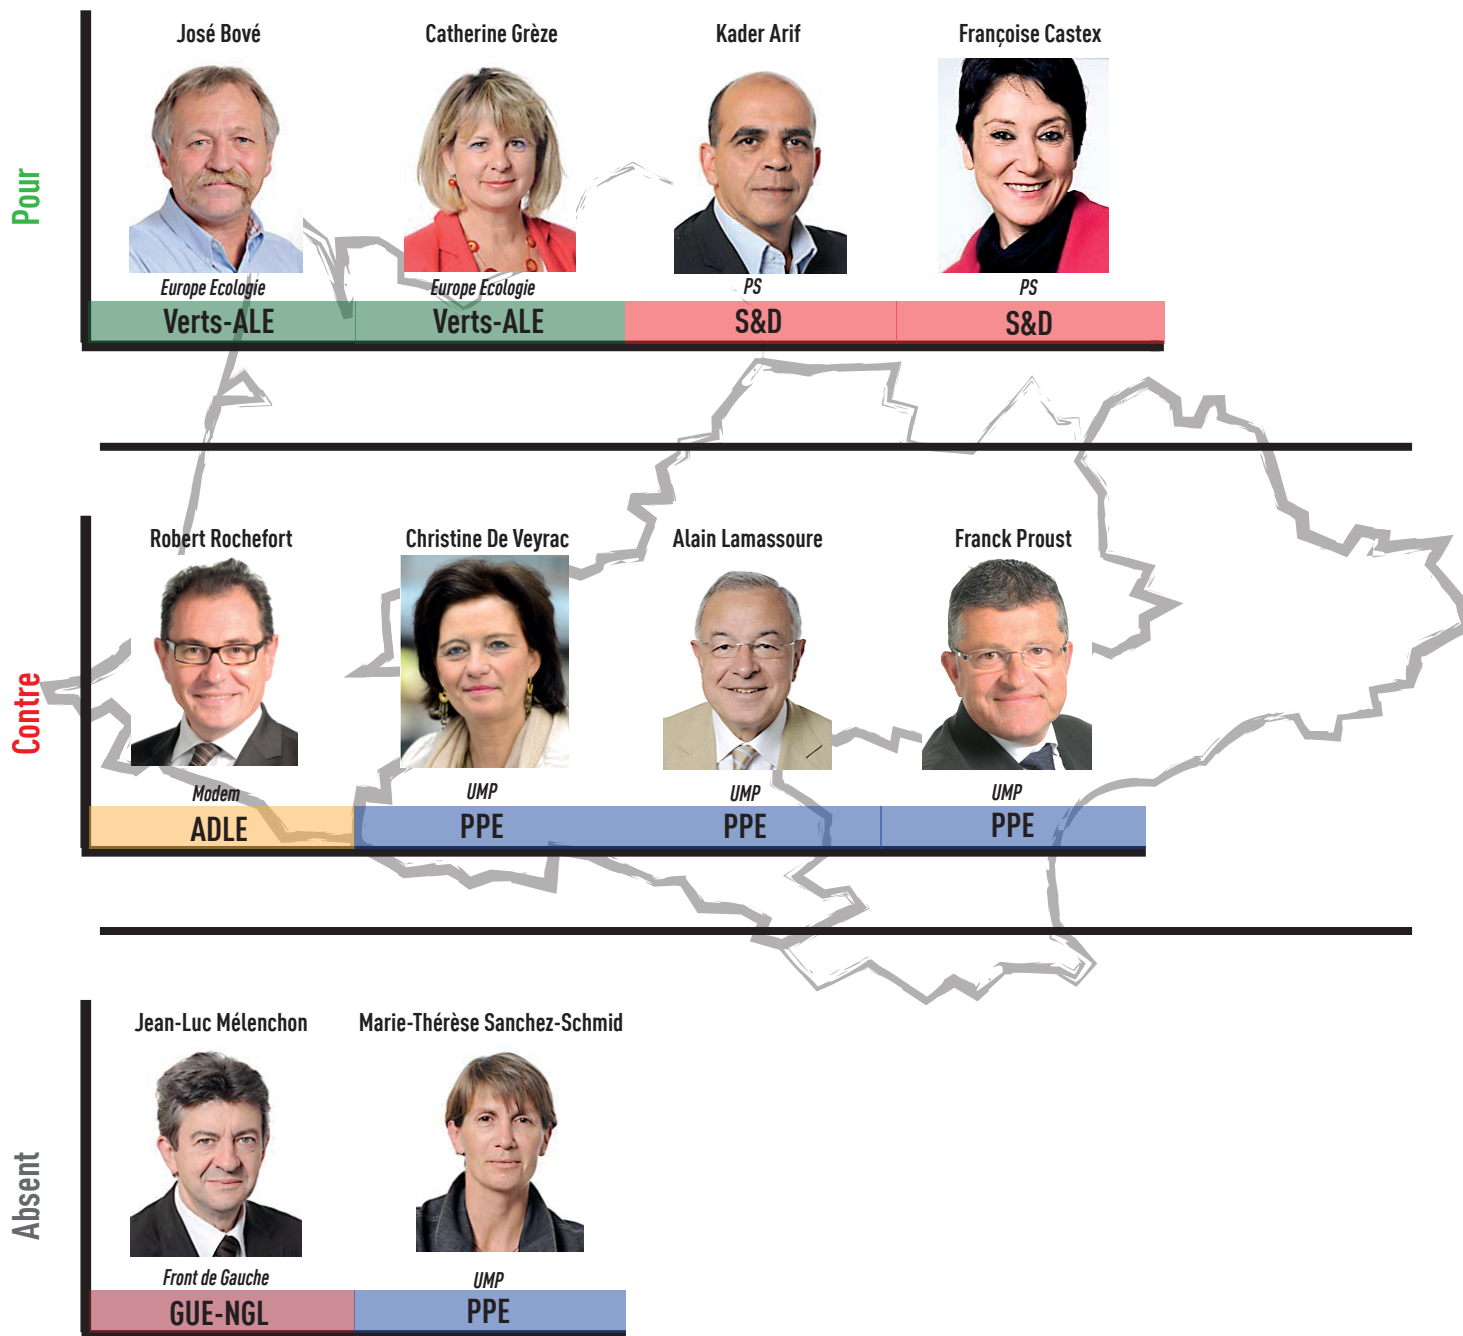 José Bové
Catherine Grèze
Kader Arif
Françoise Castex
Pour
Europe Ecologie
Europe Ecologie
PS
PS
Verts-ALE
Verts-ALE
S&D
S&D
Robert Rochefort
Christine De Veyrac
Alain Lamassoure
Franck Proust
Contre
Modem
UMP
UMP
UMP
ADLE
PPE
PPE
PPE
Jean-Luc Mélenchon
Marie-Thérèse Sanchez-Schmid
Absent
Front de Gauche
UMP
GUE-NGL
PPE